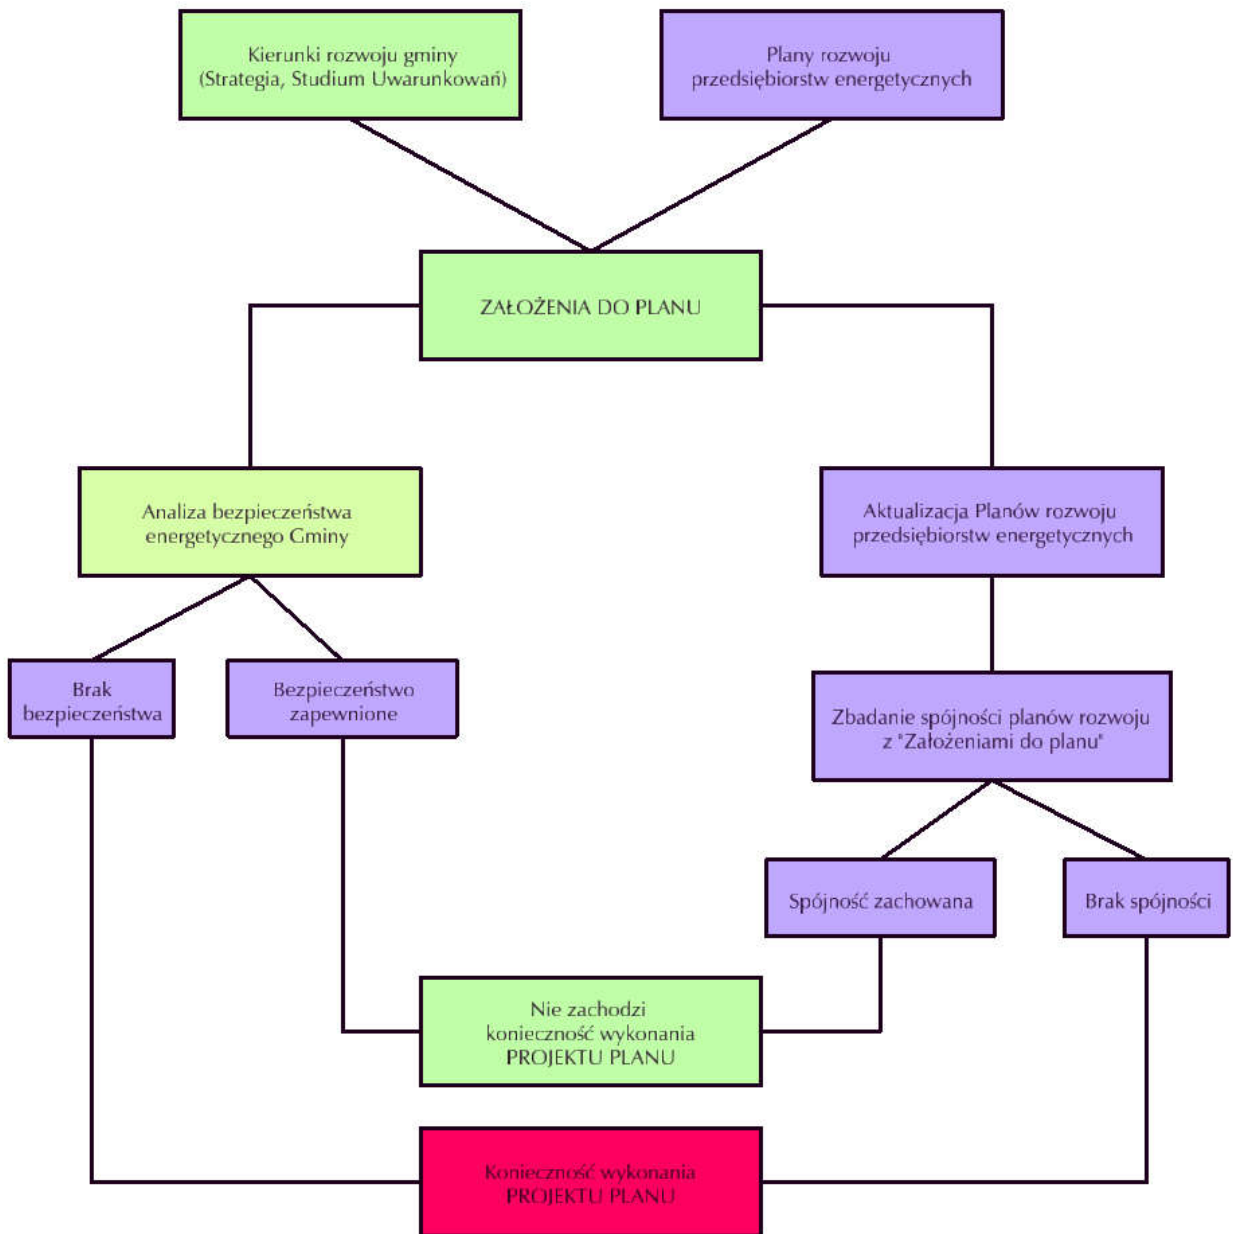 Kierunki rozwoju gminy
(Strategia, Studium Uwarunkowań)
Plany rozwoju
przedsiębiorstw energetycznych
ZAŁOŻENIA DO PLANU
Analiza bezpieczeństwa
energetycznego Gminy
Aktualizacja Planów rozwoju
przedsiębiorstw energetycznych
Brak
bezpieczeństwa
Bezpieczeństwo
zapewnione
Zbadanie spójności planów rozwoju
z "Założeniami do planu"
Spójność zachowana
Brak spójności
Nie zachodzi
konieczność wykonania
PROJEKTU PLANU
Konieczność wykonania
PROJEKTU PLANU